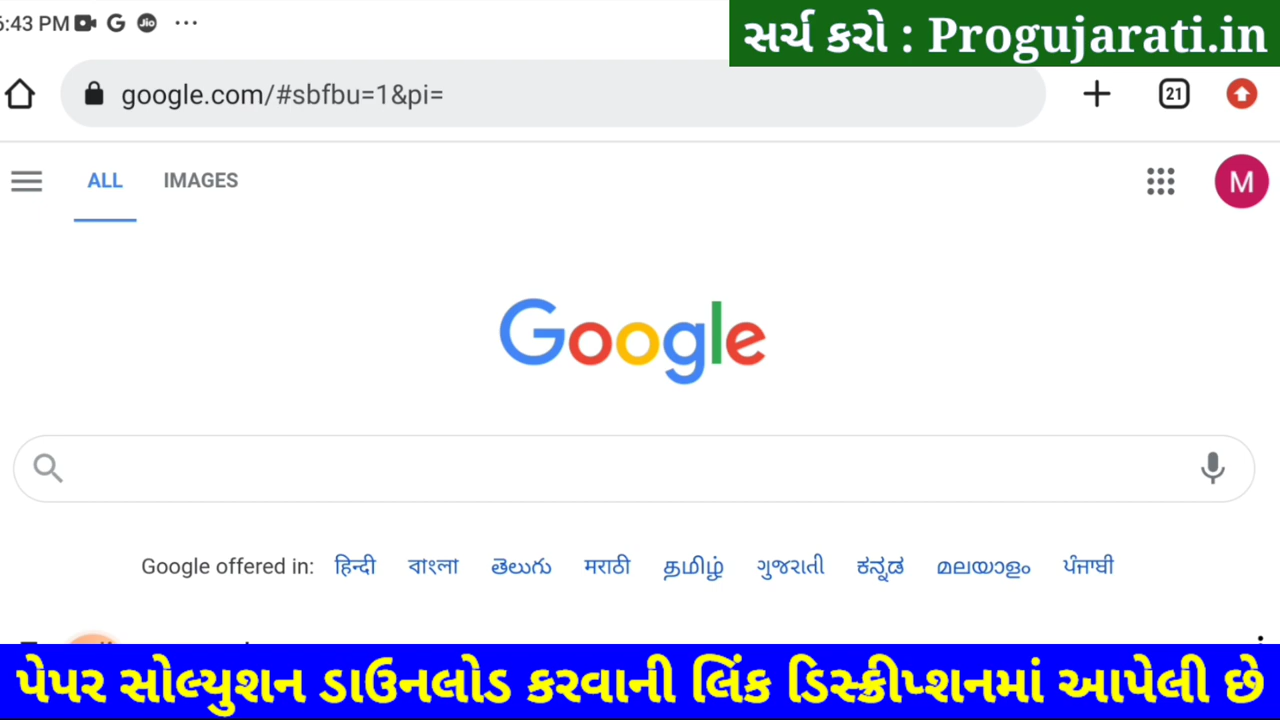 6:43 PM G Jio ...
સર્ચ કરો : Progujarati.in
google.com/#sbfbu=1&pi=
21
ALL IMAGES
M
Google
Google offered in: हिन्दी বাংলা తెలుగు मराठी தமிழ் ગુજરાતી ಕನ್ನಡ മലയാളം ਪੰਜਾਬੀ
પેપર સોલ્યુશન ડાઉનલોડ કરવાની લિંક ડિસ્ક્રીપ્શનમાં આપેલી છે